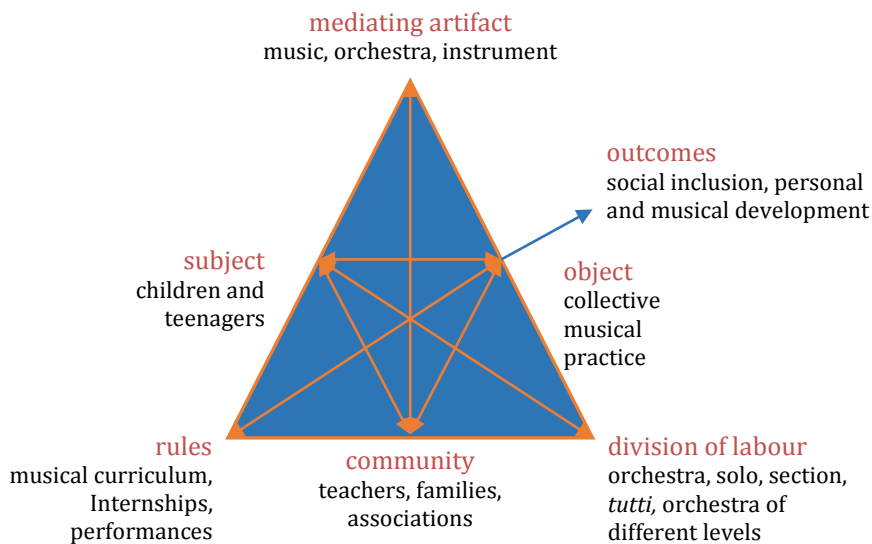 mediating artifact
music, orchestra, instrument
outcomes
social inclusion, personal
and musical development
subject
children and
teenagers
object
collective
musical
practice
rules
musical curriculum,
Internships,
performances
community
teachers, families,
associations
division of labour
orchestra, solo, section,
tutti, orchestra of
different levels